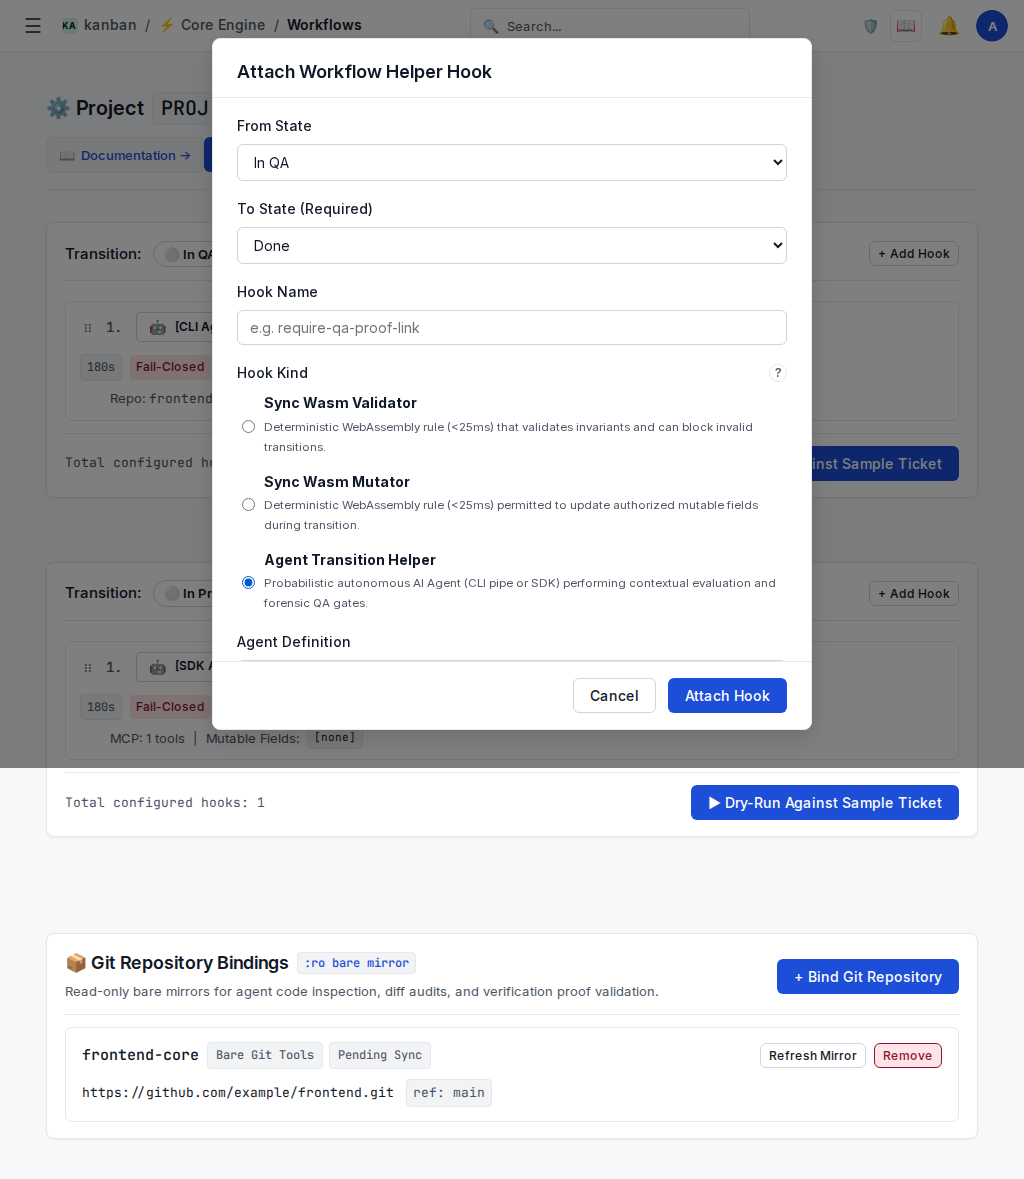 KA kanban / Core Engine / Workflows
Search...
A
Attach Workflow Helper Hook
Project PROJ
Documentation →
From State
In QA
To State (Required)
Done
Transition: In QA
+ Add Hook
Hook Name
e.g. require-qa-proof-link
1. [CLI Ag
180s Fail-Closed
Hook Kind ?
Repo: frontend
Sync Wasm Validator
Deterministic WebAssembly rule (<25ms) that validates invariants and can block invalid
transitions.
Total configured ho
inst Sample Ticket
Sync Wasm Mutator
Deterministic WebAssembly rule (<25ms) permitted to update authorized mutable fields
during transition.
Agent Transition Helper
Probabilistic autonomous AI Agent (CLI pipe or SDK) performing contextual evaluation and
forensic QA gates.
Transition: In Pr
+ Add Hook
Agent Definition
1. [SDK A
180s Fail-Closed
Cancel
Attach Hook
MCP: 1 tools | Mutable Fields: [none]
Total configured hooks: 1
▶ Dry-Run Against Sample Ticket
Git Repository Bindings :ro bare mirror
Read-only bare mirrors for agent code inspection, diff audits, and verification proof validation.
+ Bind Git Repository
frontend-core Bare Git Tools Pending Sync
Refresh Mirror Remove
https://github.com/example/frontend.git ref: main